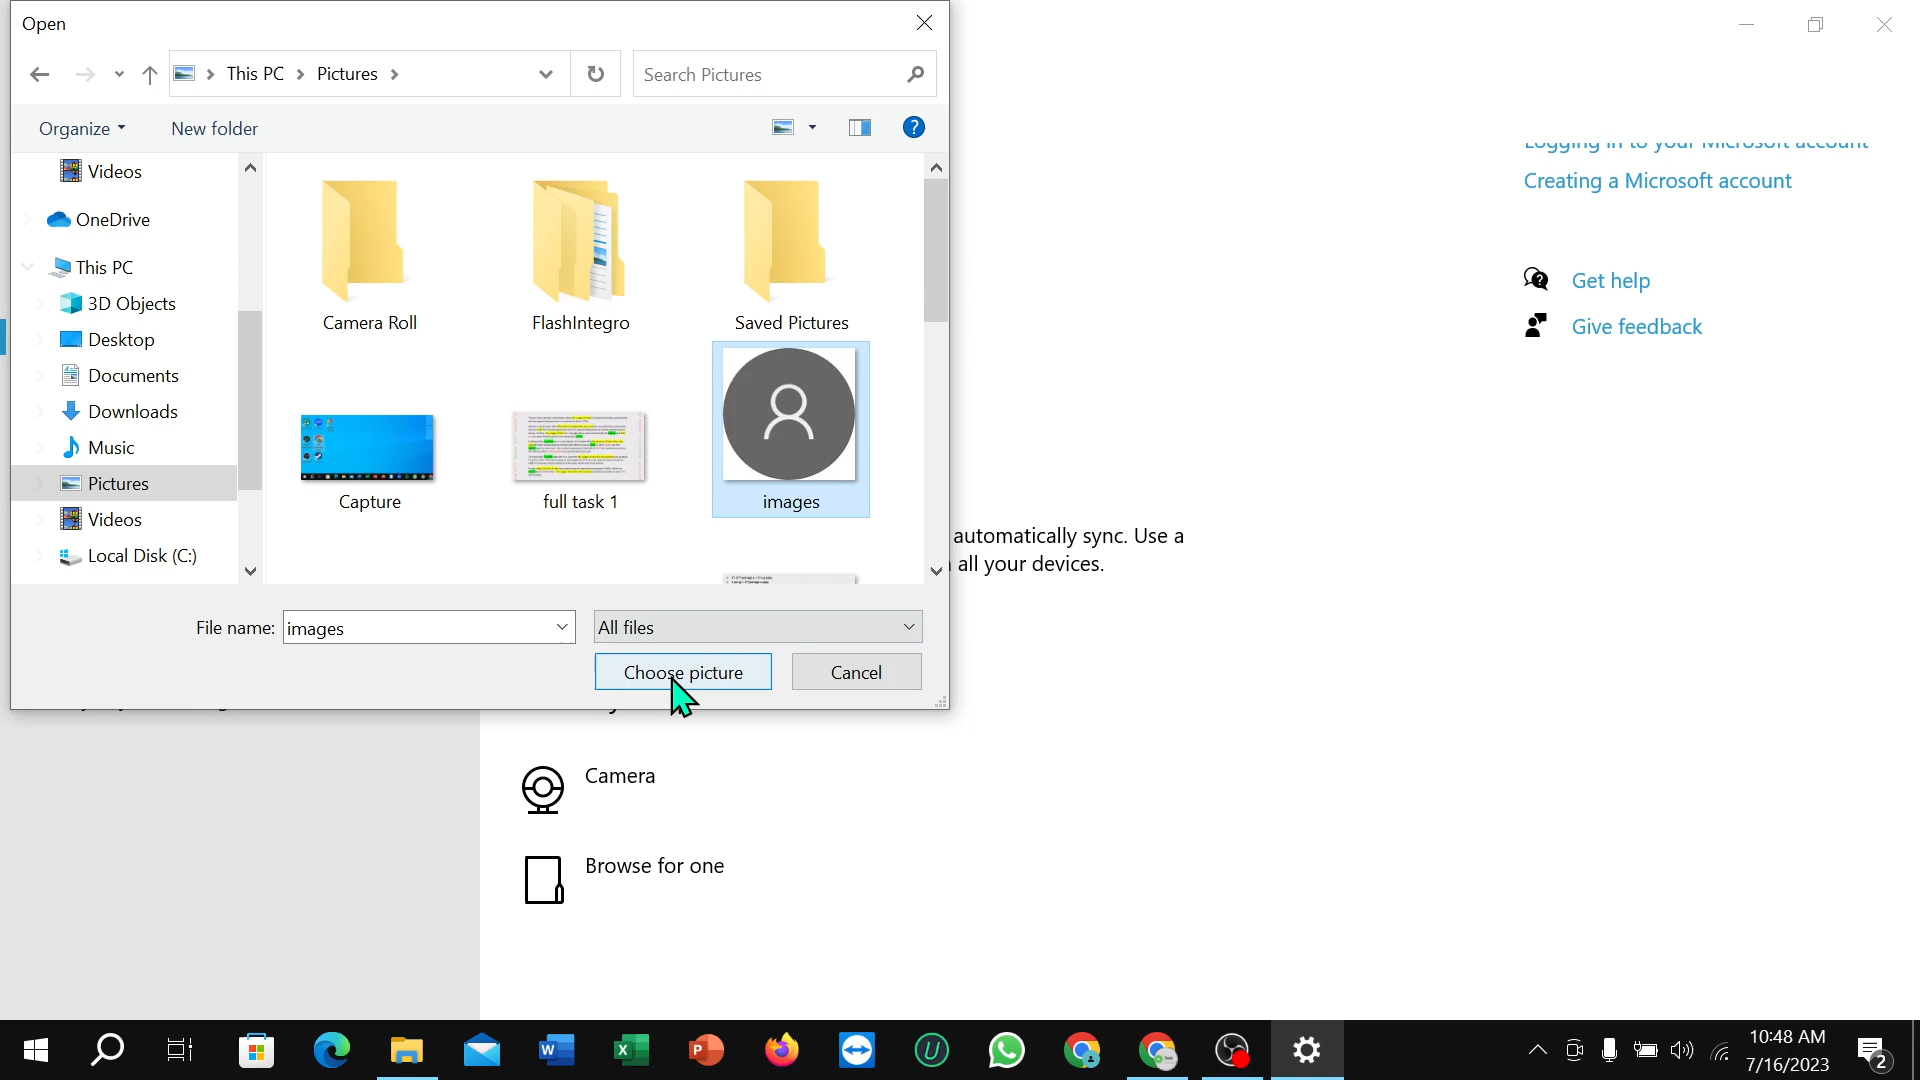 Open
This PC
Pictures
Search Pictures
Organize
New folder
Videos
OneDrive
This PC
3D Objects
Desktop
Documents
Downloads
Music
Pictures
Videos
Local Disk (C:)
Camera Roll
FlashIntegro
Saved Pictures
Capture
full task 1
images
File name:
images
All files
Choose picture
Cancel
Logging in to your Microsoft account
Creating a Microsoft account
Get help
Give feedback
automatically sync. Use a
all your devices.
Camera
Browse for one
10:48 AM
7/16/2023
2